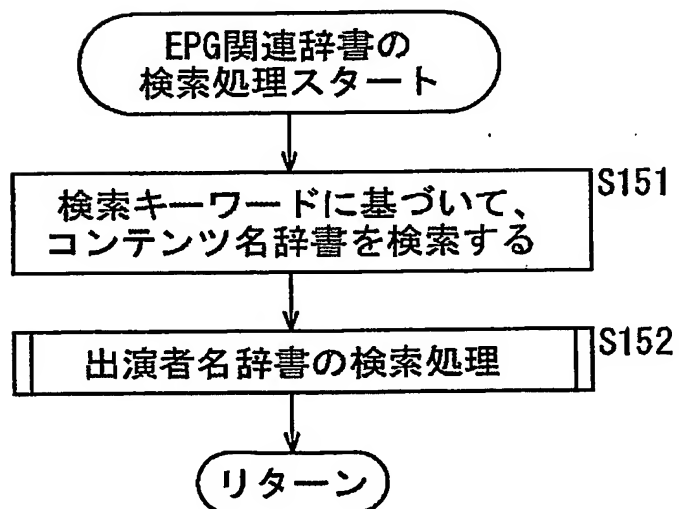 EPG関連辞書の
検索処理スタート
S151
検索キーワードに基づいて、
コンテンツ名辞書を検索する
S152
出演者名辞書の検索処理
リターン